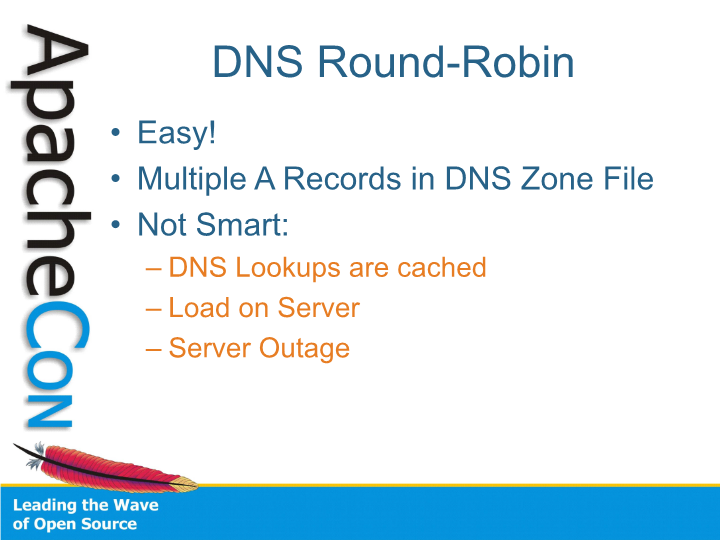 ApacheCon
DNS Round-Robin
• Easy!
• Multiple A Records in DNS Zone File
• Not Smart:
– DNS Lookups are cached
– Load on Server
– Server Outage
Leading the Wave
of Open Source